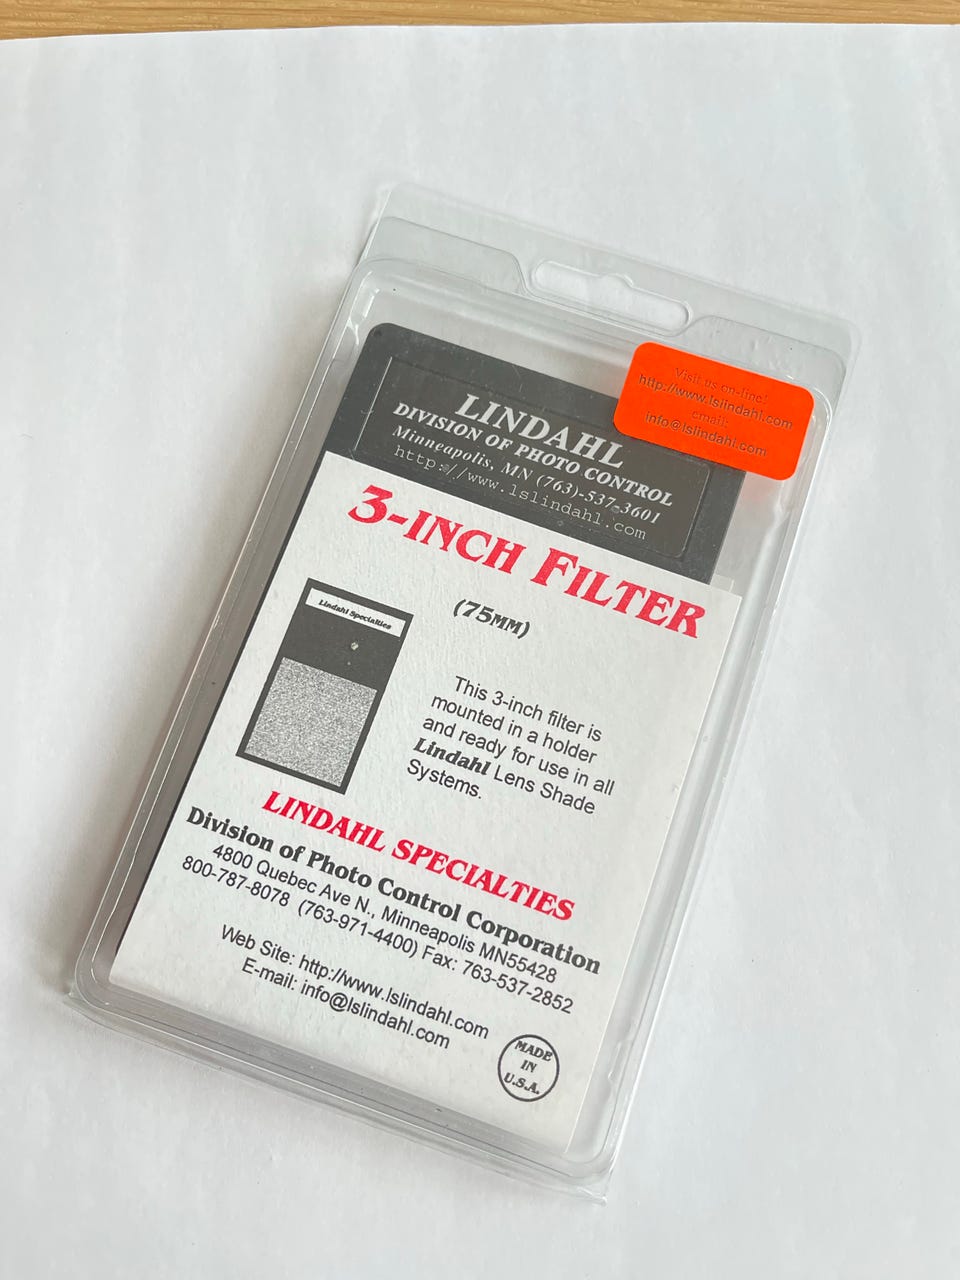 Visit us on-line!
http://www.lslindahl.com
email:
info@lslindahl.com
LINDAHL
DIVISION OF PHOTO CONTROL
Minneapolis, MN (763)-537-3601
http://www.lslindahl.com
3-INCH FILTER
(75MM)
Lindahl Specialties
This 3-inch filter is
mounted in a holder
and ready for use in all
Lindahl Lens Shade
Systems.
LINDAHL SPECIALTIES
Division of Photo Control Corporation
4800 Quebec Ave N., Minneapolis MN55428
800-787-8078 (763-971-4400) Fax: 763-537-2852
Web Site: http://www.lslindahl.com
E-mail: info@lslindahl.com
MADE
IN
U.S.A.